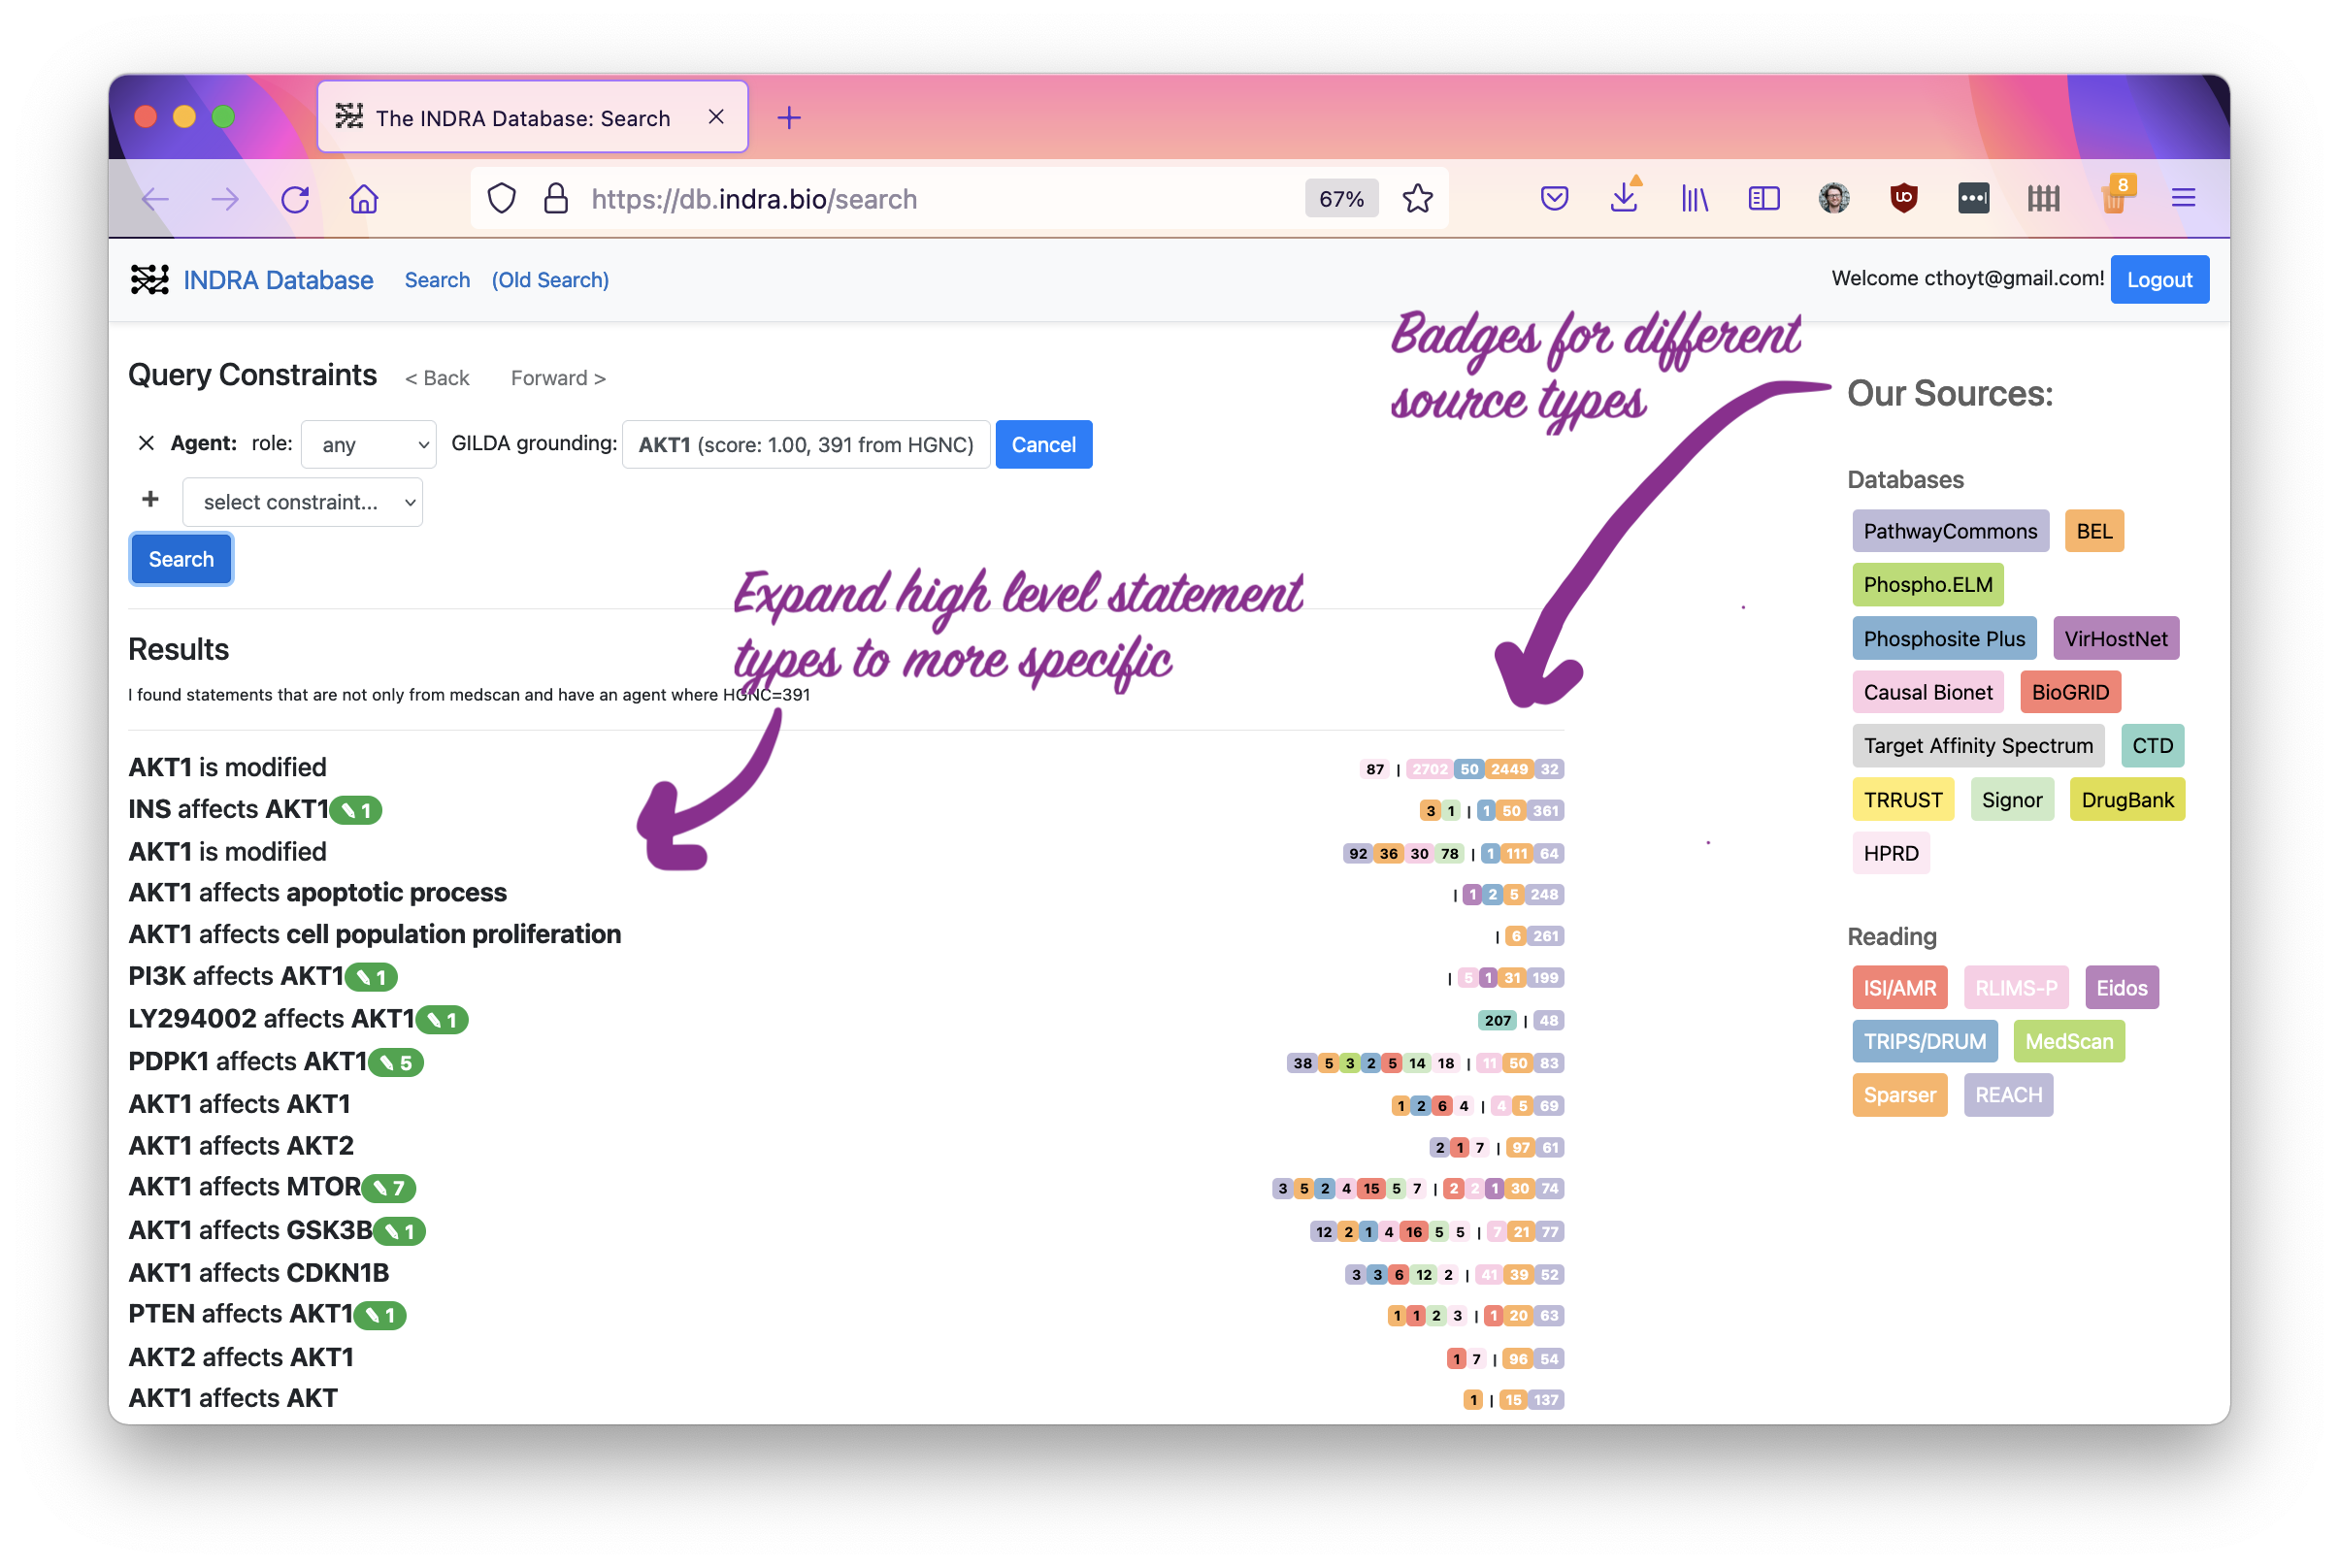 The INDRA Database: Search
https://db.indra.bio/search
67%
8
INDRA Database Search (Old Search)
Welcome cthoyt@gmail.com! Logout
Badges for different
source types
Query Constraints < Back Forward >
Agent: role: any GILDA grounding: AKT1 (score: 1.00, 391 from HGNC) Cancel
+ select constraint...
Search
Expand high level statement
types to more specific
Results
I found statements that are not only from medscan and have an agent where HGNC=391
AKT1 is modified 87 | 2702 50 2449 32
INS affects AKT1 1 3 1 | 1 50 361
AKT1 is modified 92 36 30 78 | 1 111 64
AKT1 affects apoptotic process | 1 2 5 248
AKT1 affects cell population proliferation | 6 261
PI3K affects AKT1 1 | 5 1 31 199
LY294002 affects AKT1 1 207 | 48
PDPK1 affects AKT1 5 38 5 3 2 5 14 18 | 11 50 83
AKT1 affects AKT1 1 2 6 4 | 4 5 69
AKT1 affects AKT2 2 1 7 | 97 61
AKT1 affects MTOR 7 3 5 2 4 15 5 7 | 2 2 1 30 74
AKT1 affects GSK3B 1 12 2 1 4 16 5 5 | 7 21 77
AKT1 affects CDKN1B 3 3 6 12 2 | 41 39 52
PTEN affects AKT1 1 1 1 2 3 | 1 20 63
AKT2 affects AKT1 1 7 | 96 54
AKT1 affects AKT 1 | 15 137
Our Sources:
Databases
PathwayCommons BEL
Phospho.ELM
Phosphosite Plus VirHostNet
Causal Bionet BioGRID
Target Affinity Spectrum CTD
TRRUST Signor DrugBank
HPRD
Reading
ISI/AMR RLIMS-P Eidos
TRIPS/DRUM MedScan
Sparser REACH